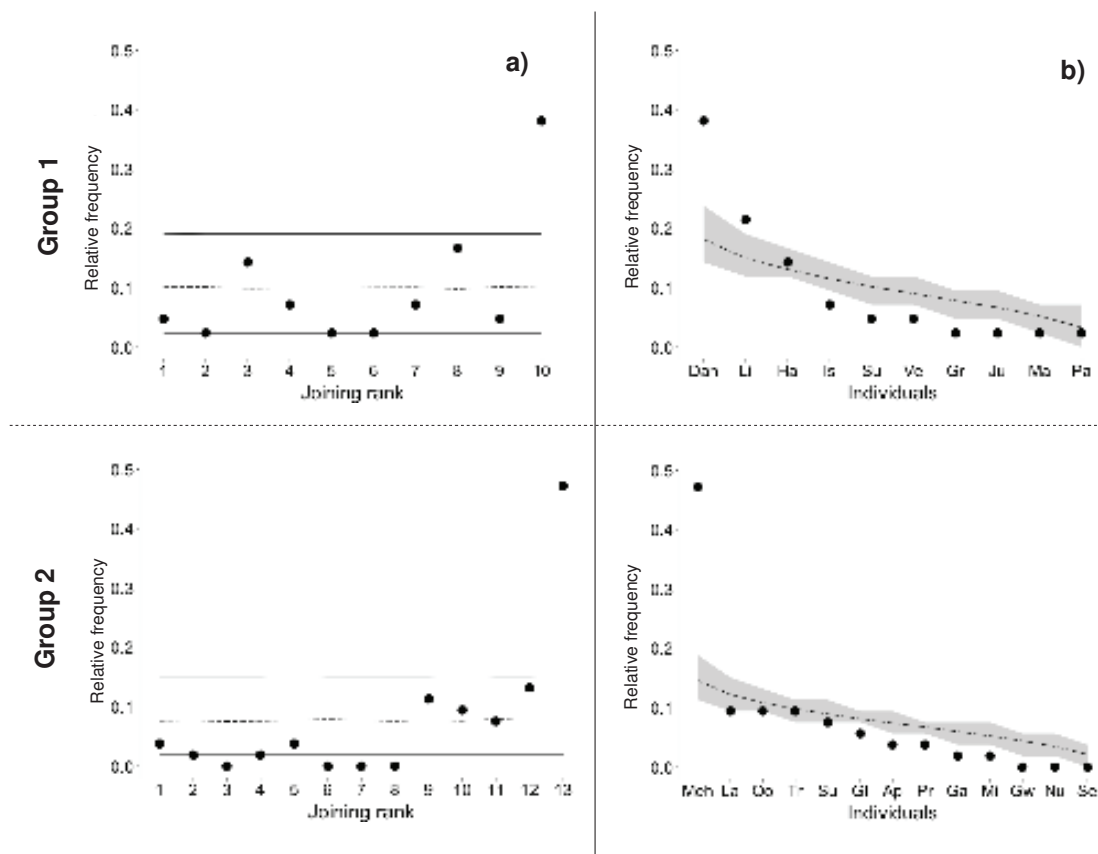 a)
0.5
0.4
0.3
0.2
0.1
0.0
Relative frequency
Group 1
1 2 3 4 5 6 7 8 9 10
Joining rank
b)
0.5
0.4
0.3
0.2
0.1
0.0
Relative frequency
Dan Li Ha Is Su Ve Gr Ju Ma Pa
Individuals
0.5
0.4
0.3
0.2
0.1
0.0
Relative frequency
Group 2
1 2 3 4 5 6 7 8 9 10 11 12 13
Joining rank
0.5
0.4
0.3
0.2
0.1
0.0
Relative frequency
Meh La Oo Tr Su Gl Ap Pr Ga Mi Gw Nu Se
Individuals